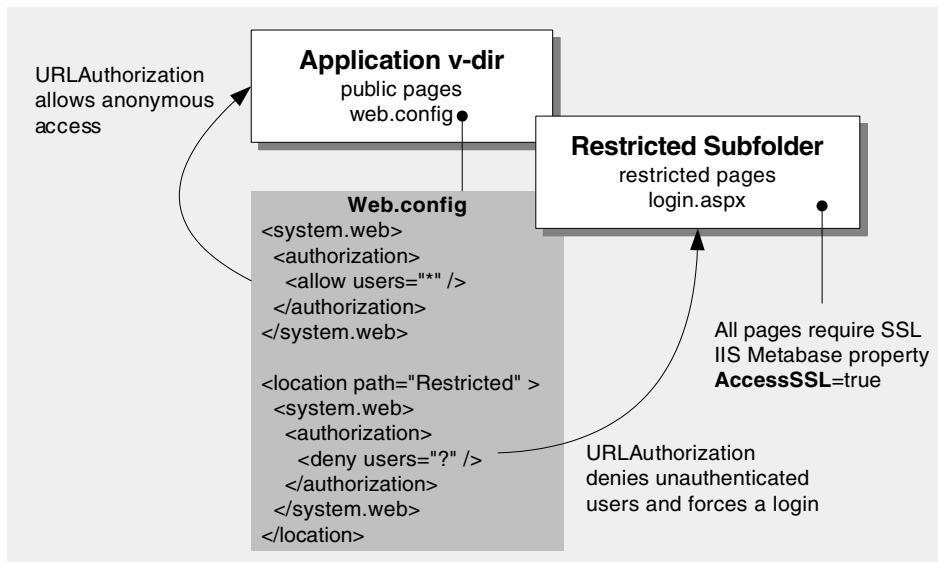 URLAuthorization
allows anonymous
access
Application v-dir
public pages
web.config
Restricted Subfolder
restricted pages
login.aspx
Web.config
<system.web>
<authorization>
<allow users="*" />
</authorization>
</system.web>
<location path="Restricted" >
<system.web>
<authorization>
<deny users="?" />
</authorization>
</system.web>
</location>
All pages require SSL
IIS Metabase property
AccessSSL=true
URLAuthorization
denies unauthenticated
users and forces a login